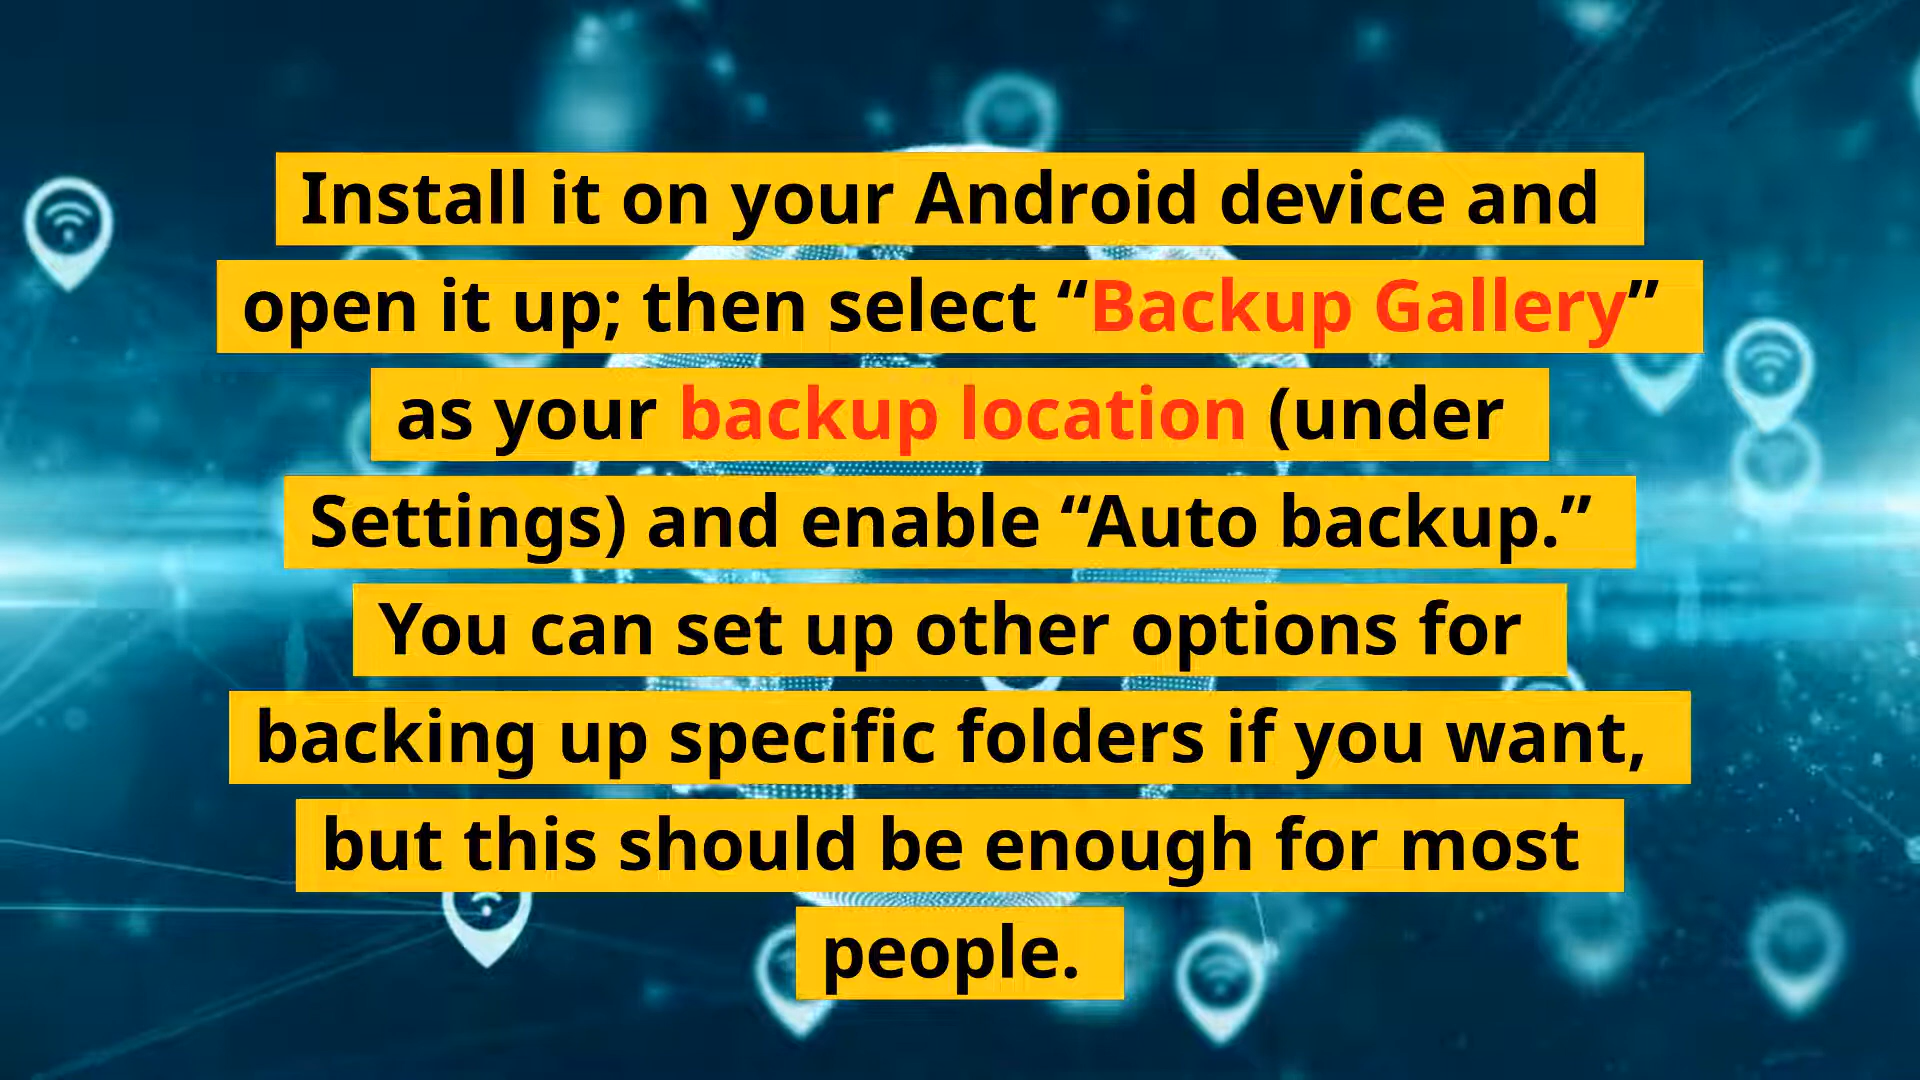 Install it on your Android device and
open it up; then select “Backup Gallery”
as your backup location (under
Settings) and enable “Auto backup.”
You can set up other options for
backing up specific folders if you want,
but this should be enough for most
people.